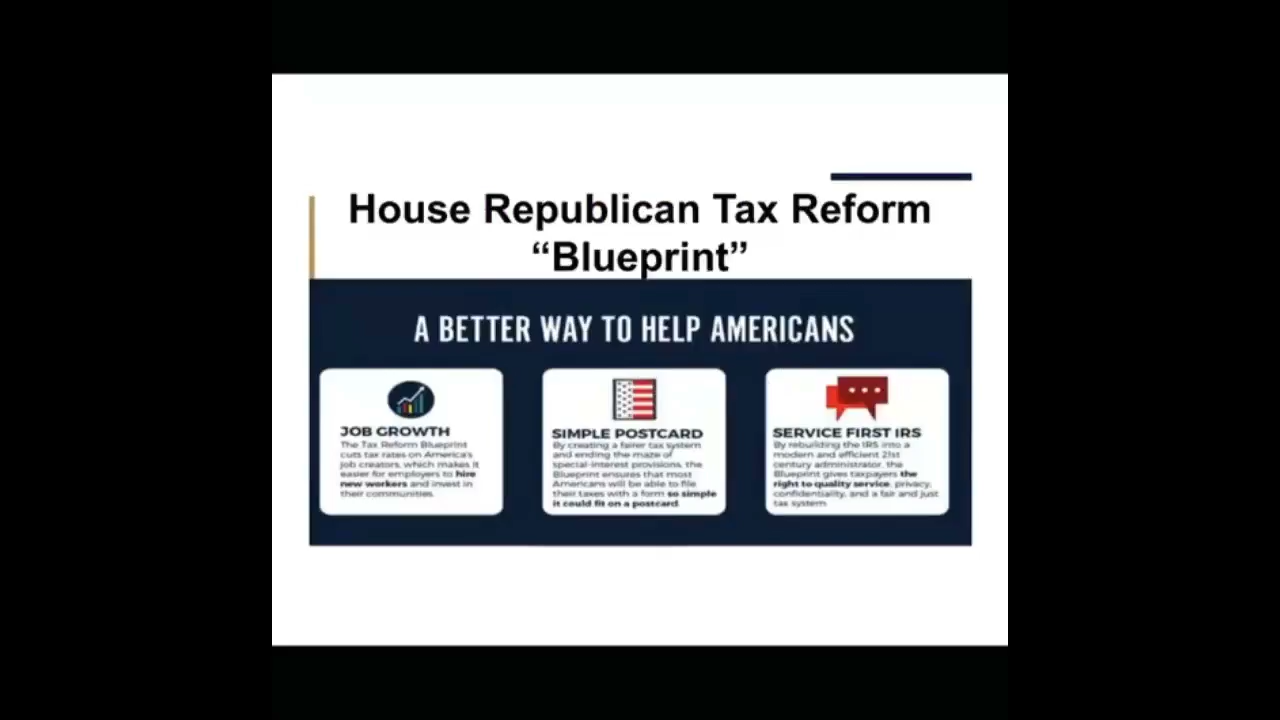 House Republican Tax Reform
“Blueprint”
A BETTER WAY TO HELP AMERICANS
JOB GROWTH
The Tax Reform Blueprint
cuts tax rates on America's
job creators, which makes it
easier for employers to hire
new workers and invest in
their communities.
SIMPLE POSTCARD
By creating a fairer tax system
and ending the maze of
special-interest provisions, the
Blueprint ensures that most
Americans will be able to file
their taxes with a form so simple
it could fit on a postcard.
SERVICE FIRST IRS
By rebuilding the IRS into a
modern and efficient 21st
century administrator, the
Blueprint gives taxpayers the
right to quality service, privacy,
confidentiality, and a fair and just
tax system.